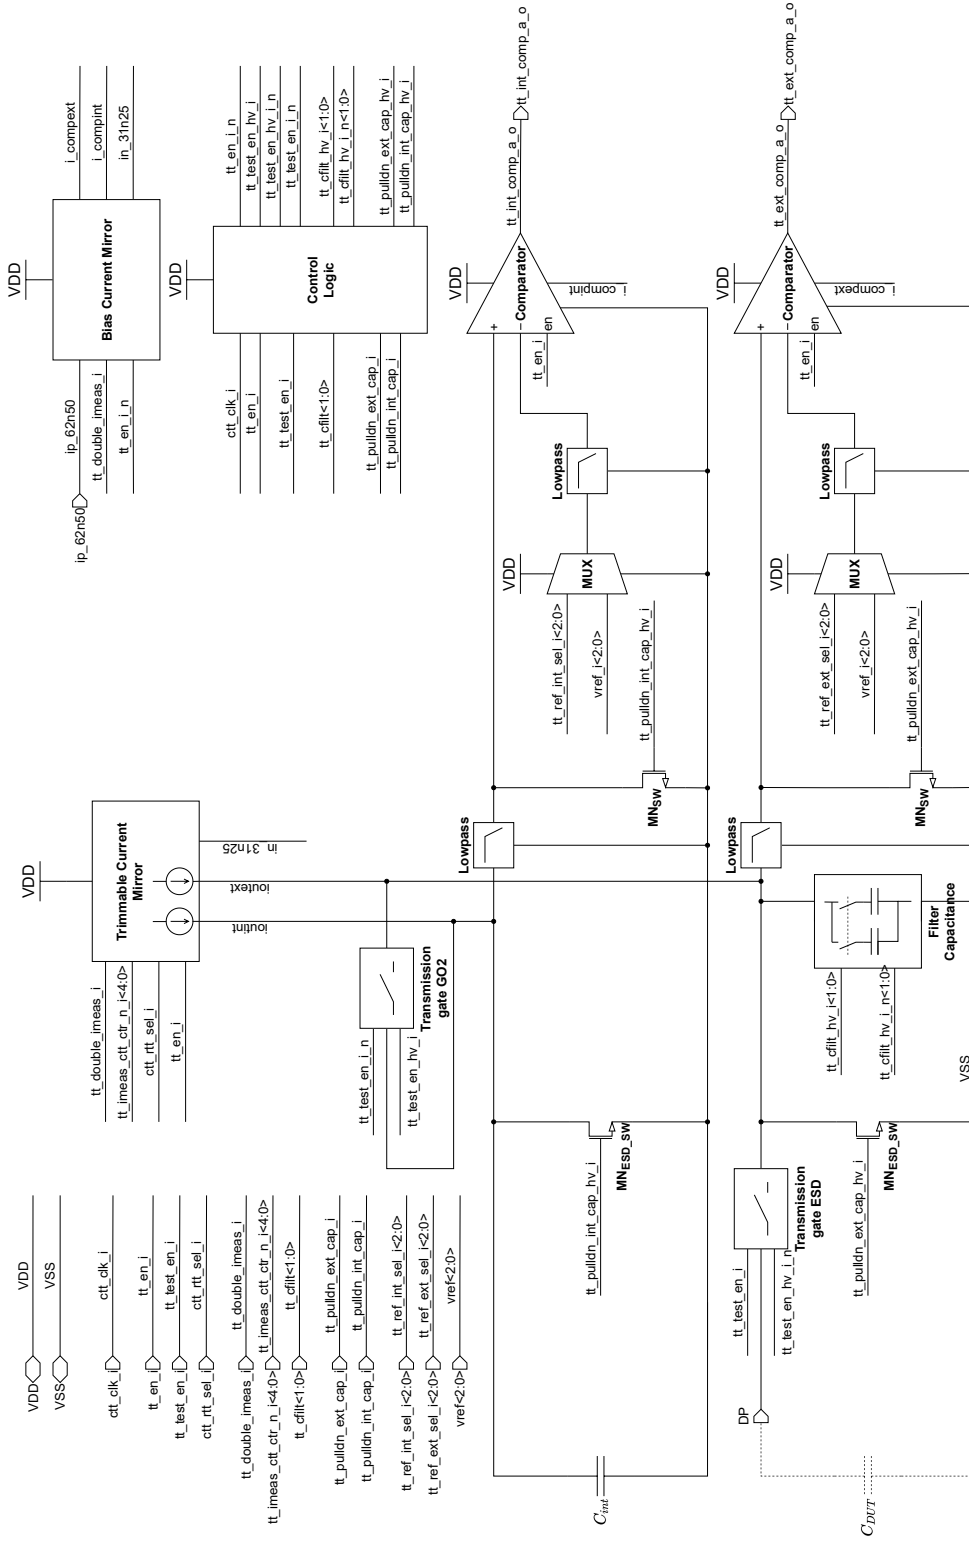 VDD
VSS
ctt_clk_i
tt_en_i
tt_test_en_i
ctt_rtt_sel_i
tt_double_imeas_i
tt_imeas_ctt_ctr_n_i<4:0>
tt_cfilt<1:0>
tt_pulldn_ext_cap_i
tt_pulldn_int_cap_i
tt_ref_int_sel_i<2:0>
tt_ref_ext_sel_i<2:0>
vref<2:0>
VDD
VSS
ctt_clk_i
tt_en_i
tt_test_en_i
ctt_rtt_sel_i
tt_double_imeas_i
tt_imeas_ctt_ctr_n_i<4:0>
tt_cfilt<1:0>
tt_pulldn_ext_cap_i
tt_pulldn_int_cap_i
tt_ref_int_sel_i<2:0>
tt_ref_ext_sel_i<2:0>
vref<2:0>
VDD
tt_double_imeas_i
tt_imeas_ctt_ctr_n_i<4:0>
ctt_rtt_sel_i
tt_en_i
Trimmable Current
Mirror
in_31n25
ioutint
ioutext
tt_test_en_i_n
tt_test_en_hv_i
Transmission
gate GO2
VDD
ip_62n50
ip_62n50
tt_double_imeas_i
tt_en_i_n
Bias Current Mirror
i_compext
i_compint
in_31n25
VDD
ctt_clk_i
tt_en_i
tt_test_en_i
tt_cfilt<1:0>
tt_pulldn_ext_cap_i
tt_pulldn_int_cap_i
Control
Logic
tt_en_i_n
tt_test_en_hv_i
tt_test_en_hv_i_n
tt_test_en_i_n
tt_cfilt_hv_i<1:0>
tt_cfilt_hv_i_n<1:0>
tt_pulldn_ext_cap_hv_i
tt_pulldn_int_cap_hv_i
C_int
tt_pulldn_int_cap_hv_i
MN_ESD_SW
Lowpass
MN_SW
tt_pulldn_int_cap_hv_i
tt_ref_int_sel_i<2:0>
vref_i<2:0>
VDD
MUX
Lowpass
tt_en_i
VDD
+
−
en
Comparator
i_compint
tt_int_comp_a_o
tt_int_comp_a_o
C_DUT
DP
tt_test_en_i
tt_test_en_hv_i_n
Transmission
gate ESD
tt_pulldn_ext_cap_hv_i
MN_ESD_SW
VSS
tt_cfilt_hv_i<1:0>
tt_cfilt_hv_i_n<1:0>
Filter
Capacitance
Lowpass
MN_SW
tt_pulldn_ext_cap_hv_i
tt_ref_ext_sel_i<2:0>
vref_i<2:0>
VDD
MUX
Lowpass
tt_en_i
VDD
+
−
en
Comparator
i_compext
tt_ext_comp_a_o
tt_ext_comp_a_o